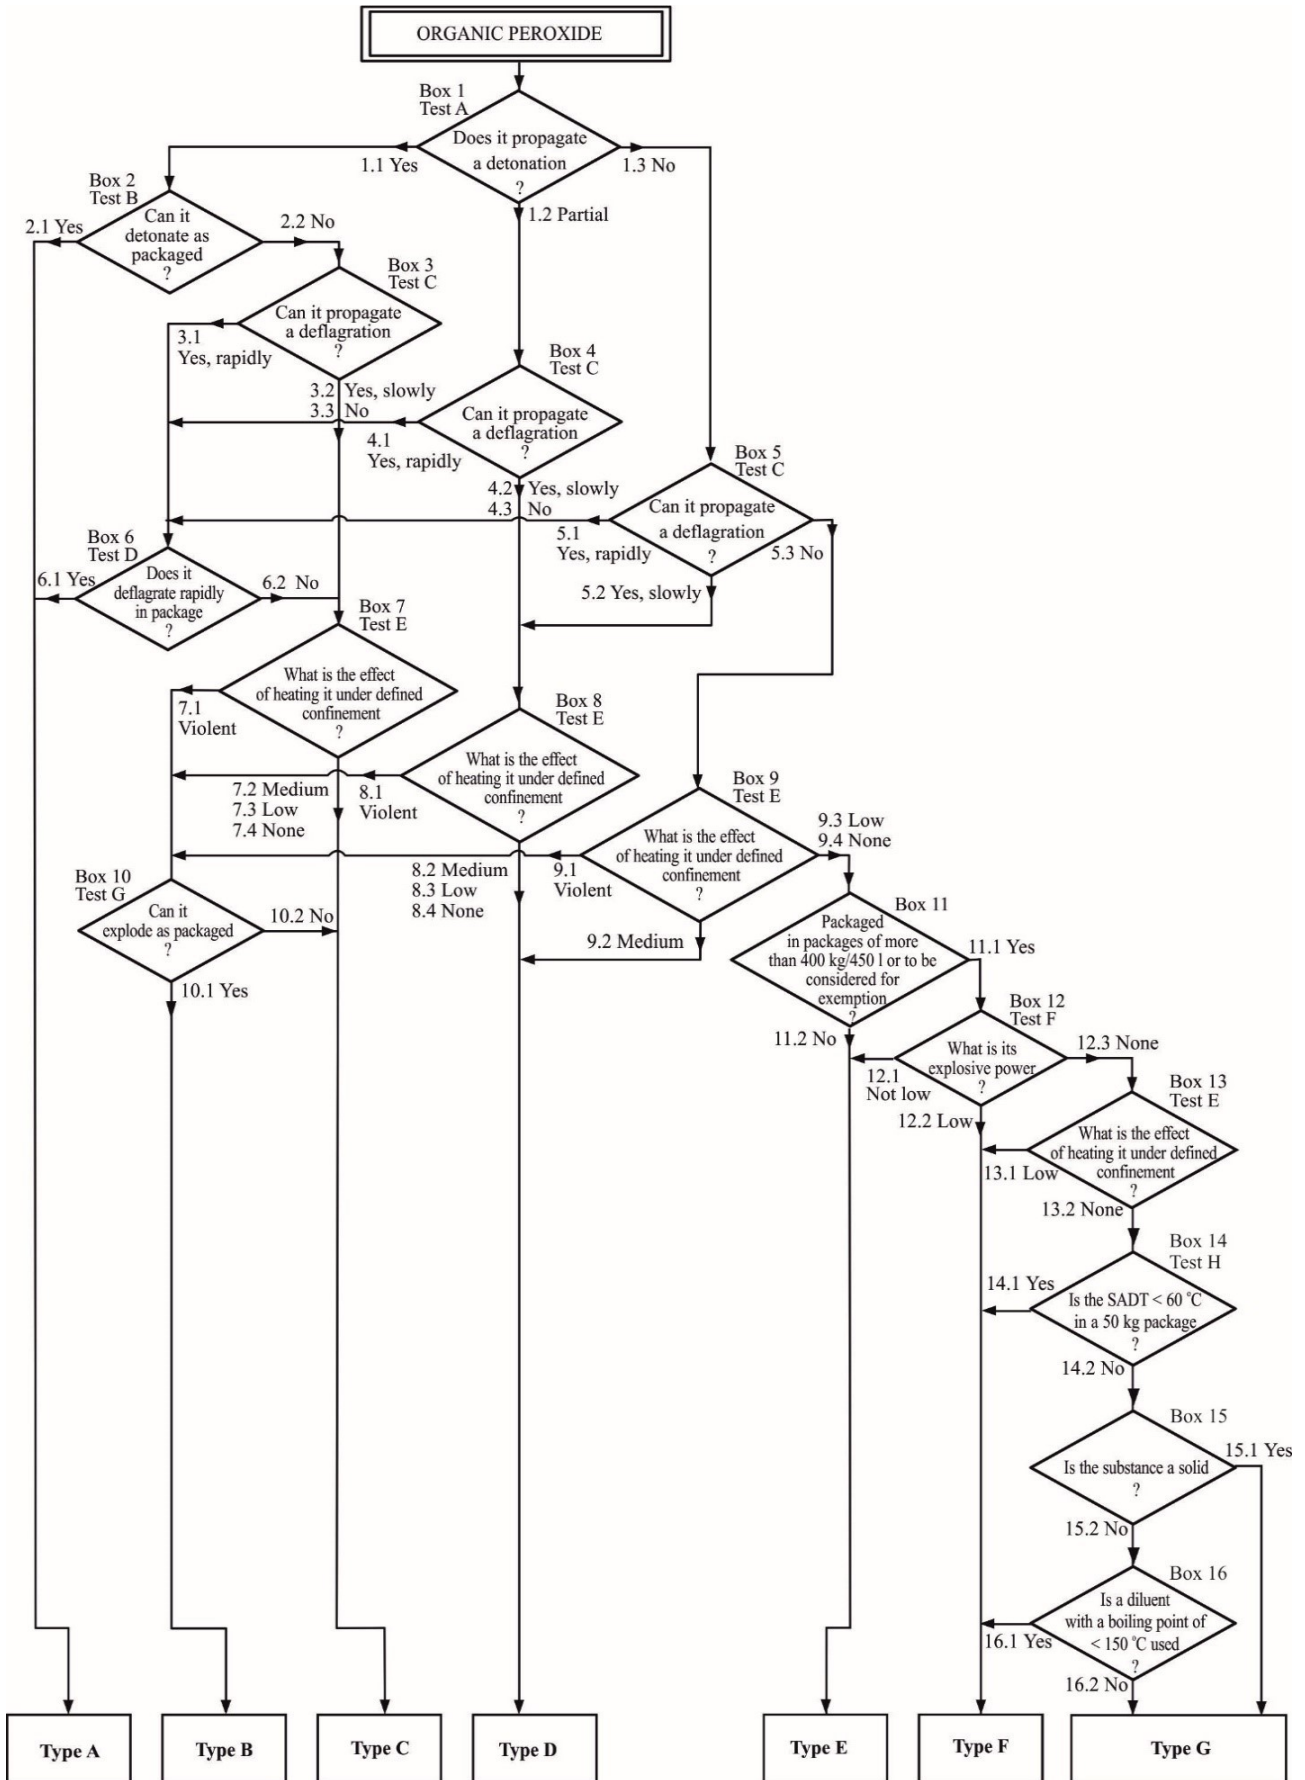 ORGANIC PEROXIDE
Box 1
Test A
Does it propagate
a detonation
?
1.1 Yes
1.3 No
1.2 Partial
Box 2
Test B
Can it
detonate as
packaged
?
2.1 Yes
2.2 No
Box 3
Test C
Can it propagate
a deflagration
?
3.1
Yes, rapidly
3.2 Yes, slowly
3.3 No
Box 4
Test C
Can it propagate
a deflagration
?
4.1
Yes, rapidly
4.2 Yes, slowly
4.3 No
Box 5
Test C
Can it propagate
a deflagration
?
5.1
Yes, rapidly
5.3 No
5.2 Yes, slowly
Box 6
Test D
Does it
deflagrate rapidly
in package
?
6.1 Yes
6.2 No
Box 7
Test E
What is the effect
of heating it under defined
confinement
?
7.1
Violent
7.2 Medium
7.3 Low
7.4 None
Box 8
Test E
What is the effect
of heating it under defined
confinement
?
8.1
Violent
8.2 Medium
8.3 Low
8.4 None
Box 9
Test E
What is the effect
of heating it under defined
confinement
?
9.1
Violent
9.2 Medium
9.3 Low
9.4 None
Box 10
Test G
Can it
explode as packaged
?
10.2 No
10.1 Yes
Box 11
Packaged
in packages of more
than 400 kg/450 l or to be
considered for
exemption
?
11.1 Yes
11.2 No
Box 12
Test F
What is its
explosive power
?
12.1
Not low
12.2 Low
12.3 None
Box 13
Test E
What is the effect
of heating it under defined
confinement
?
13.1 Low
13.2 None
Box 14
Test H
Is the SADT < 60 °C
in a 50 kg package
?
14.1 Yes
14.2 No
Box 15
Is the substance a solid
?
15.1 Yes
15.2 No
Box 16
Is a diluent
with a boiling point of
< 150 °C used
?
16.1 Yes
16.2 No
Type A
Type B
Type C
Type D
Type E
Type F
Type G